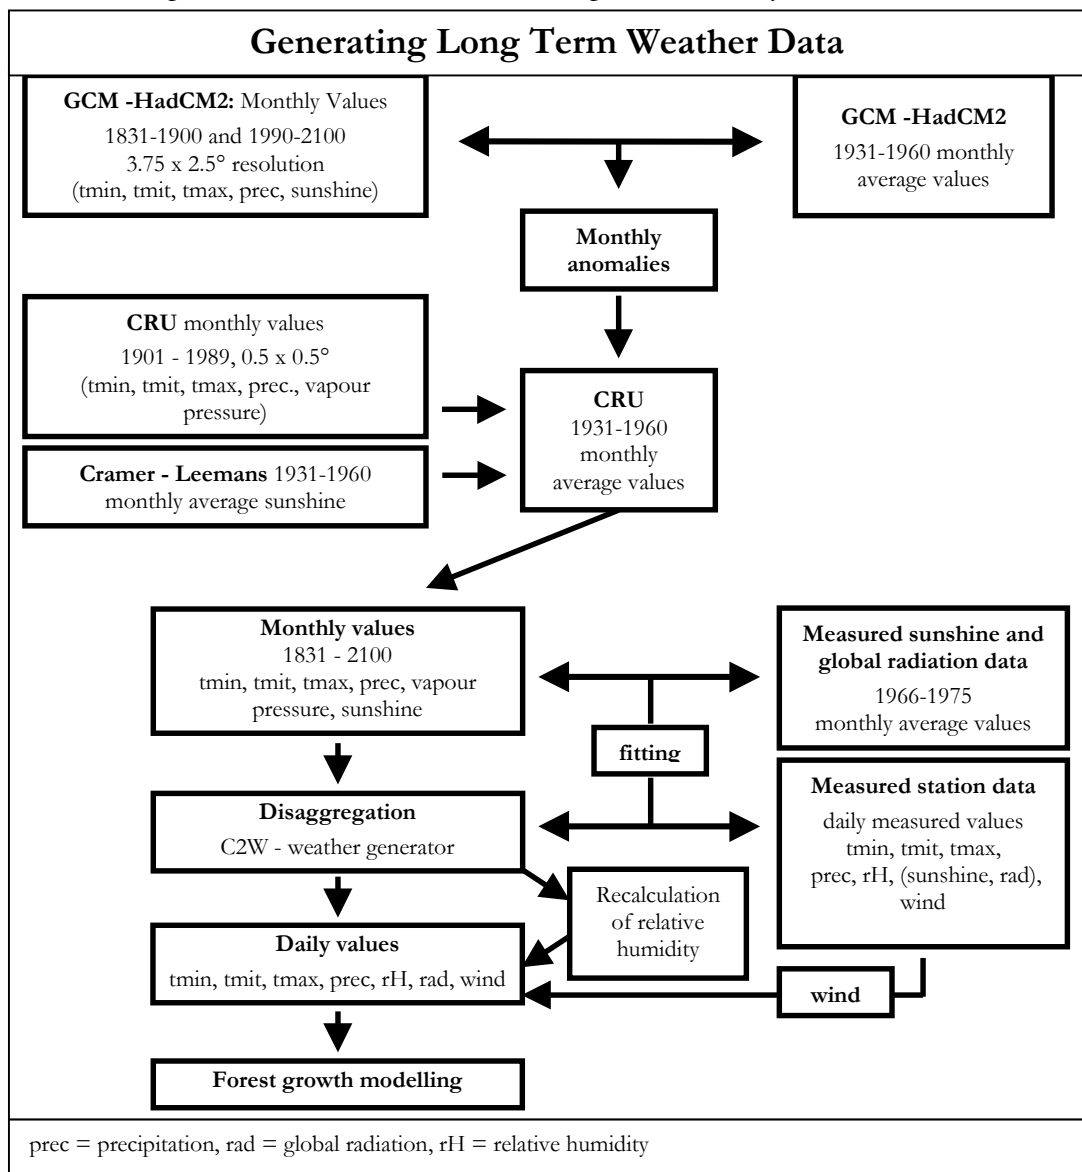 Generating Long Term Weather Data
GCM -HadCM2: Monthly Values
1831-1900 and 1990-2100
3.75 x 2.5° resolution
(tmin, tmit, tmax, prec, sunshine)
GCM -HadCM2
1931-1960 monthly
average values
Monthly
anomalies
CRU monthly values
1901 - 1989, 0.5 x 0.5°
(tmin, tmit, tmax, prec., vapour
pressure)
CRU
1931-1960
monthly
average values
Cramer - Leemans 1931-1960
monthly average sunshine
Monthly values
1831 - 2100
tmin, tmit, tmax, prec, vapour
pressure, sunshine
Measured sunshine and
global radiation data
1966-1975
monthly average values
fitting
Disaggregation
C2W - weather generator
Measured station data
daily measured values
tmin, tmit, tmax,
prec, rH, (sunshine, rad),
wind
Recalculation
of relative
humidity
Daily values
tmin, tmit, tmax, prec, rH, rad, wind
wind
Forest growth modelling
prec = precipitation, rad = global radiation, rH = relative humidity